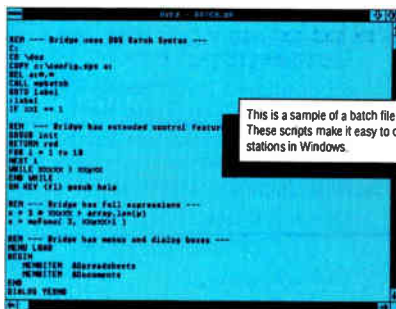 REM --- Bridge uses DOS Batch Syntax ---
C:
CD \dos
COPY c:\config.sys a:
DEL a:*.*
CALL
GOTO label
:label
IF == 1
REM --- Bridge has extended control
GOSUB init
RETURN
FOR i = 1 to 10
NEXT i
WHILE
END WHILE
ON KEY {F1} gosub help
REM --- Bridge has full expressions ---
REM --- Bridge has menus and dialog boxes ---
MENU LOAD
BEGIN
MENUITEM &Spreadsheets
MENUITEM &Documents
END
DIALOG YESNO
This is a sample of a batch file
These scripts make it easy to
stations in Windows.